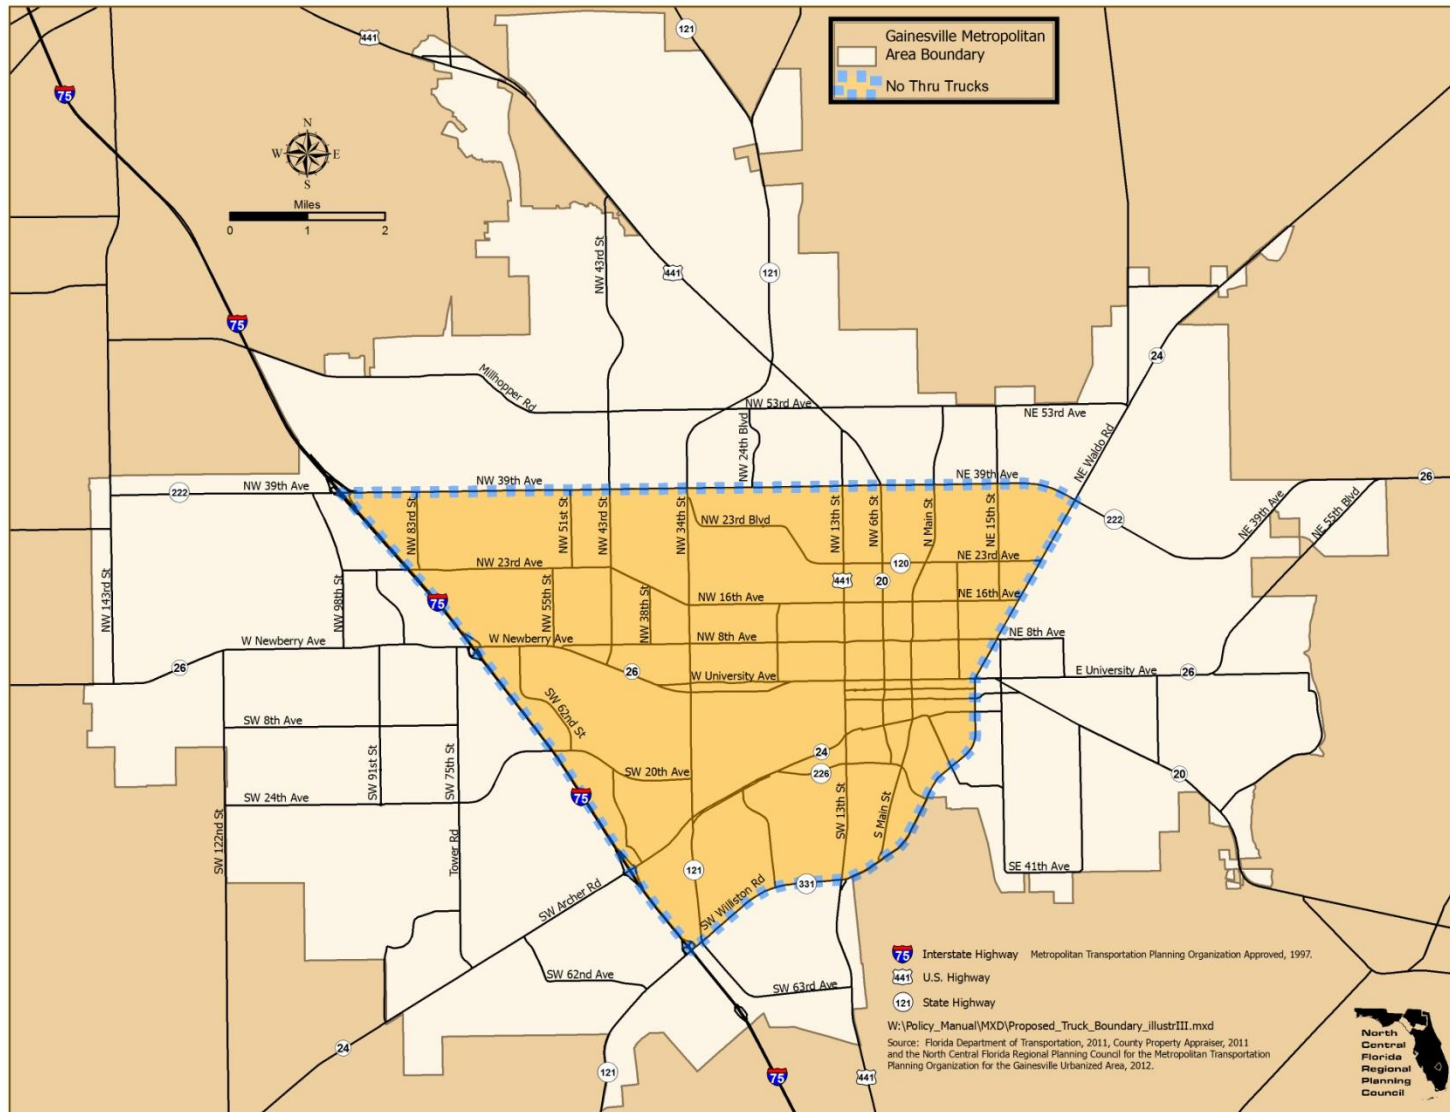 Gainesville Metropolitan
Area Boundary
No Thru Trucks
441
121
75
N
W
E
S
Miles
0
1
2
NW 43rd St
441
121
75
24
Millhopper Rd
NW 53rd Ave
NE 53rd Ave
NW 24th Blvd
NE Waldo Rd
26
222
NW 39th Ave
NW 39th Ave
NE 39th Ave
222
NE 39th Ave
NE 55th Blvd
NW 83rd St
NW 51st St
NW 43rd St
NW 34th St
NW 23rd Blvd
NW 13th St
NW 6th St
N Main St
NE 15th St
NE 23rd Ave
120
NW 143rd St
NW 98th St
NW 23rd Ave
NW 55th St
NW 38th St
441
20
75
NW 16th Ave
NE 16th Ave
W Newberry Ave
W Newberry Ave
NW 8th Ave
NE 8th Ave
26
26
W University Ave
E University Ave
26
SW 62nd St
SW 8th Ave
SW 91st St
SW 75th St
24
SW 20th Ave
226
20
SW 24th Ave
75
SW 122nd St
Tower Rd
SW 13th St
S Main St
SE 41th Ave
121
SW Archer Rd
SW Williston Rd
331
SW 62nd Ave
SW 63rd Ave
24
121
75
441
75
Interstate Highway
Metropolitan Transportation Planning Organization Approved, 1997.
441
U.S. Highway
121
State Highway
W:\Policy_Manual\MXD\Proposed_Truck_Boundary_illustrIII.mxd
Source: Florida Department of Transportation, 2011, County Property Appraiser, 2011
and the North Central Florida Regional Planning Council for the Metropolitan Transportation
Planning Organization for the Gainesville Urbanized Area, 2012.
North
Central
Florida
Regional
Planning
Council